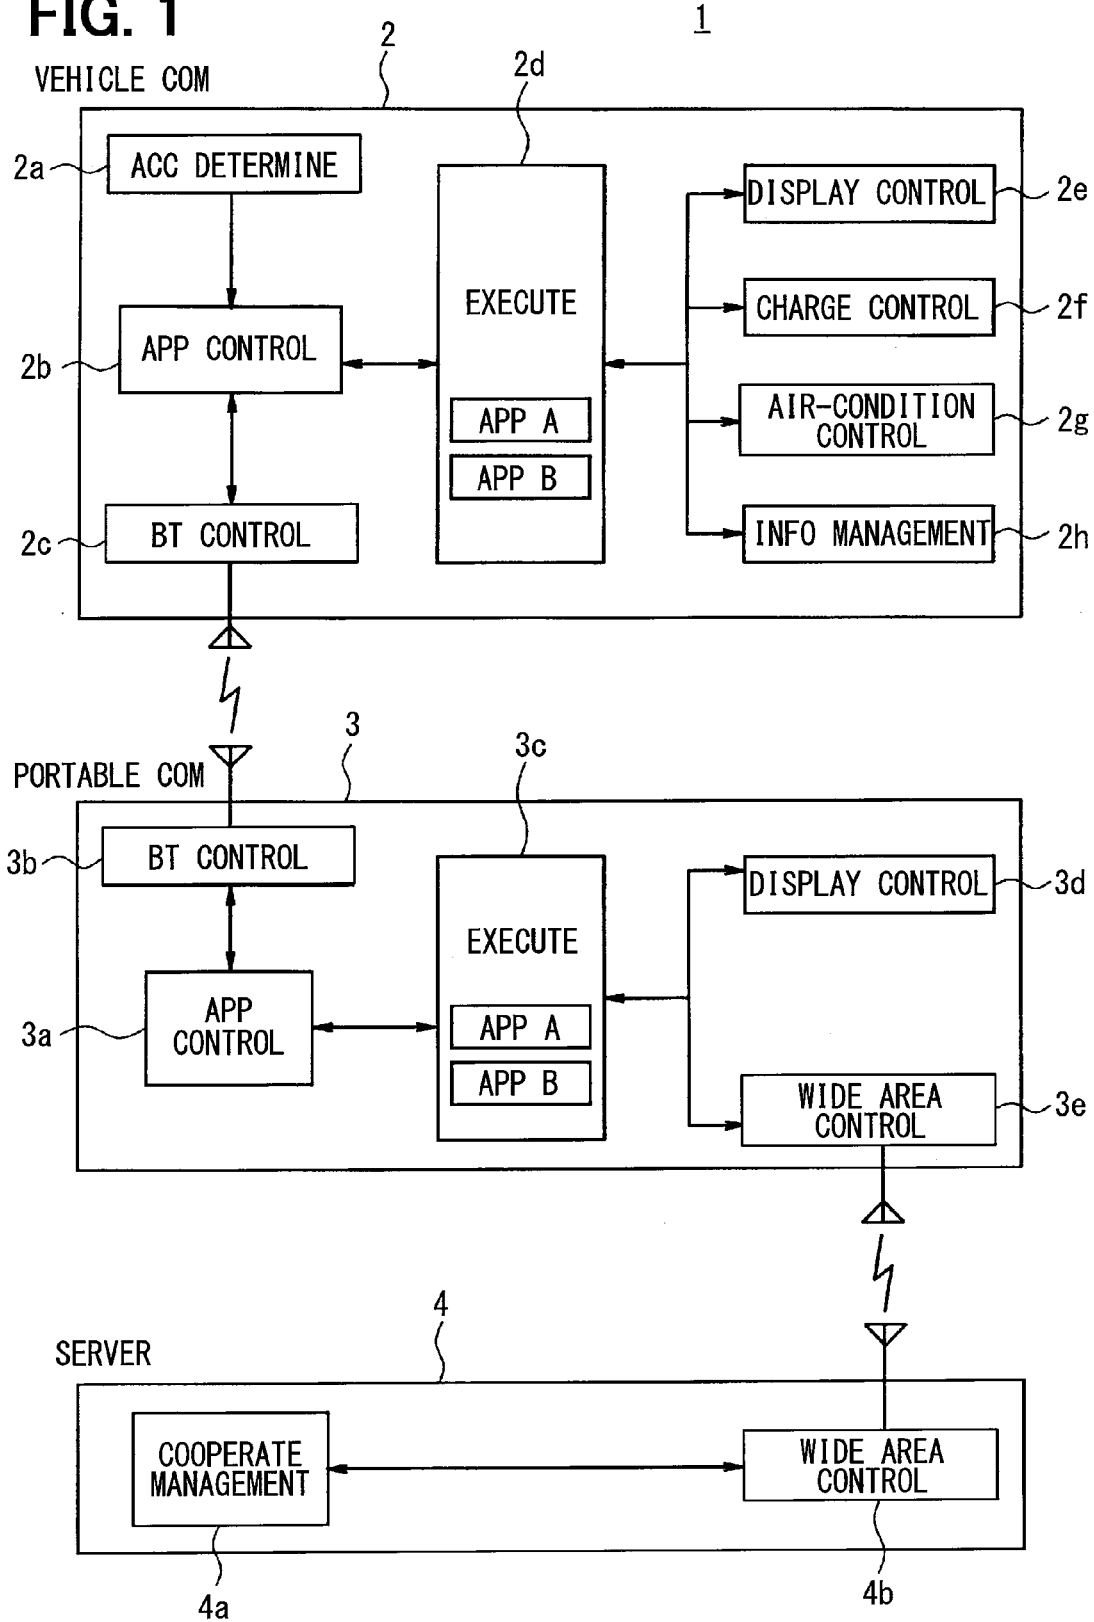 FIG. 1
1
2
VEHICLE COM
2d
2a
ACC DETERMINE
DISPLAY CONTROL
2e
EXECUTE
CHARGE CONTROL
2f
2b
APP CONTROL
APP A
AIR-CONDITION
CONTROL
2g
APP B
2c
BT CONTROL
INFO MANAGEMENT
2h
3
PORTABLE COM
3c
3b
BT CONTROL
DISPLAY CONTROL
3d
EXECUTE
3a
APP
CONTROL
APP A
APP B
WIDE AREA
CONTROL
3e
4
SERVER
COOPERATE
MANAGEMENT
WIDE AREA
CONTROL
4a
4b